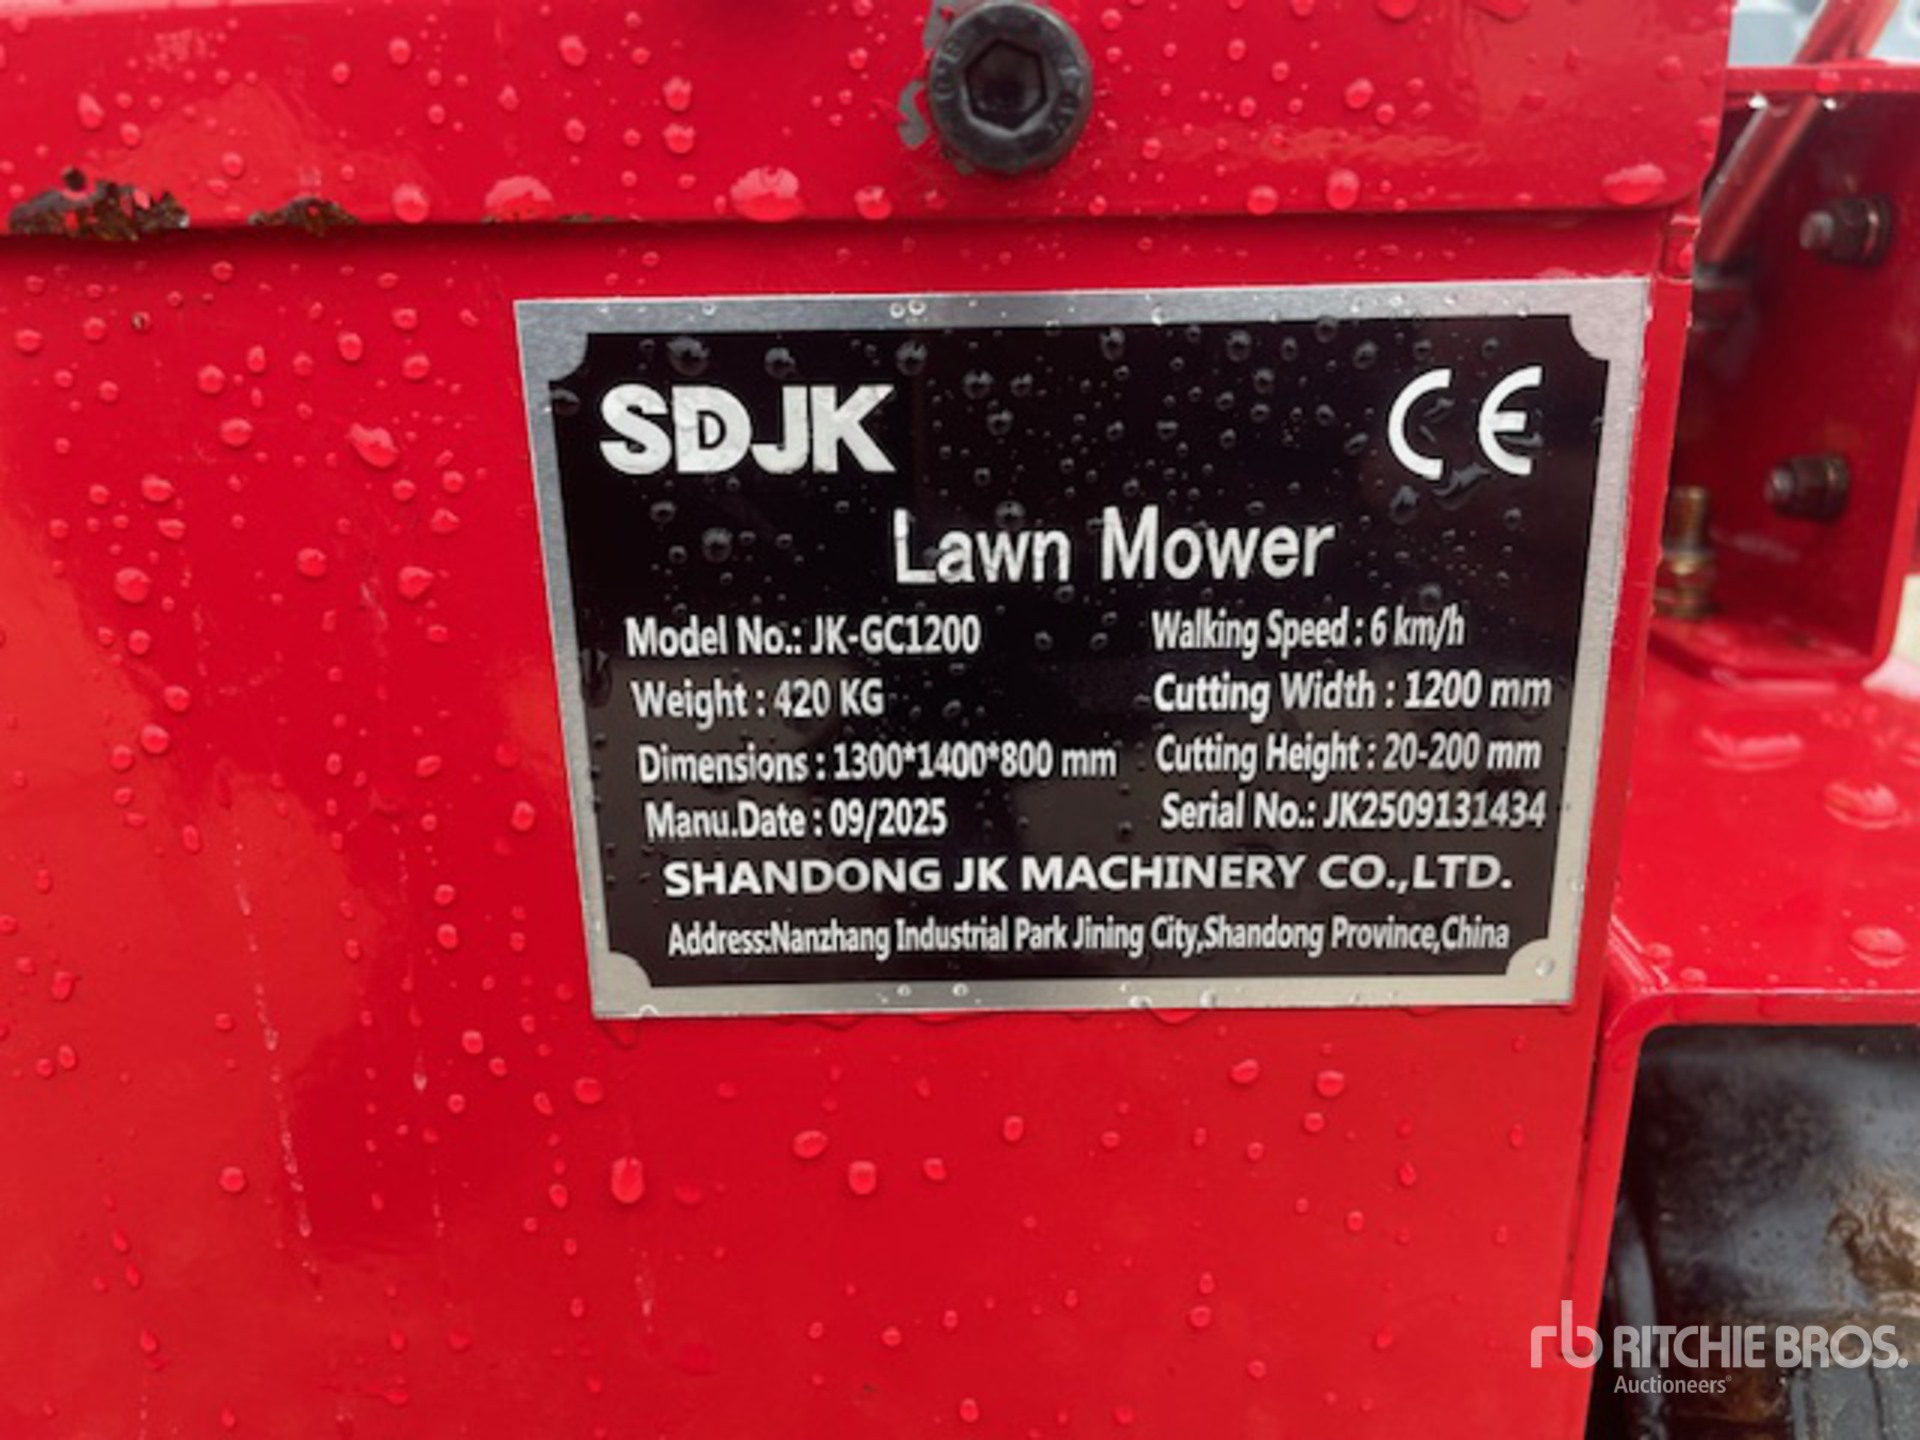 SDJK CE
Lawn Mower
Model No.: JK-GC1200 Walking Speed : 6 km/h
Weight : 420 KG Cutting Width : 1200 mm
Dimensions : 1300*1400*800 mm Cutting Height : 20-200 mm
Manu.Date : 09/2025 Serial No.: JK2509131434
SHANDONG JK MACHINERY CO.,LTD.
Address:Nanzhang Industrial Park Jining City,Shandong Province,China
rb RITCHIE BROS.
Auctioneers